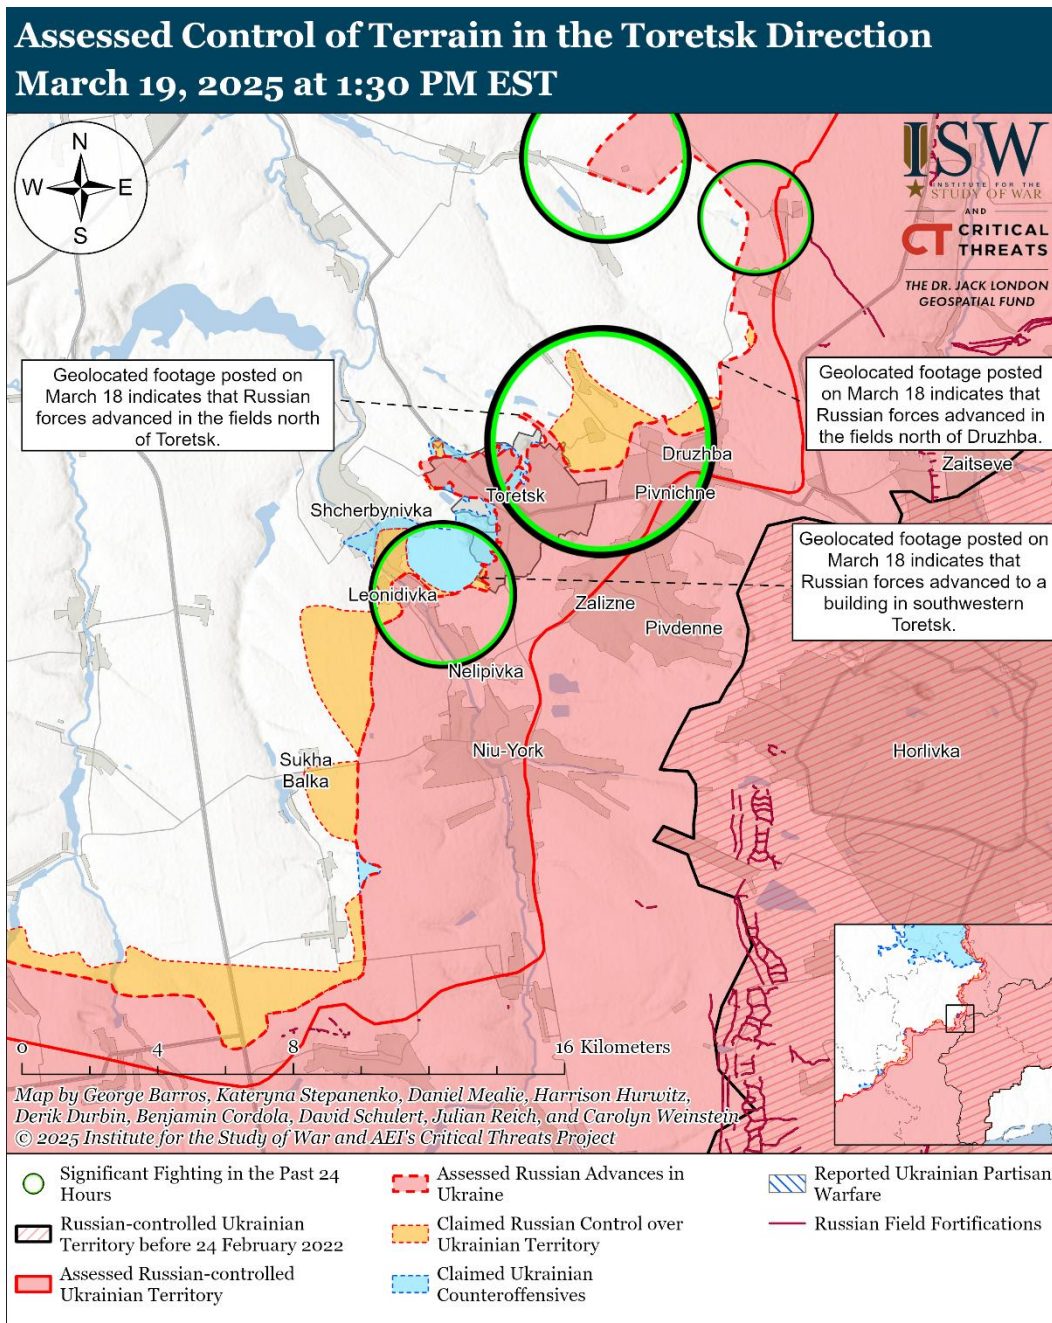 Assessed Control of Terrain in the Toretsk Direction
March 19, 2025 at 1:30 PM EST
N
W
E
S
ISW
INSTITUTE FOR THE
STUDY OF WAR
AND
CT CRITICAL
THREATS
THE DR. JACK LONDON
GEOSPATIAL FUND
Geolocated footage posted on
March 18 indicates that Russian
forces advanced in the fields north
of Toretsk.
Geolocated footage posted
on March 18 indicates that
Russian forces advanced in
the fields north of Druzhba.
Druzhba
Zaitseve
Toretsk
Pivnichne
Shcherbynivka
Geolocated footage posted on
March 18 indicates that
Russian forces advanced to a
building in southwestern
Toretsk.
Leonidivka
Zalizne
Pivdenne
Nelipivka
Niu-York
Horlivka
Sukha
Balka
0
4
8
16 Kilometers
Map by George Barros, Kateryna Stepanenko, Daniel Mealie, Harrison Hurwitz,
Derik Durbin, Benjamin Cordola, David Schulert, Julian Reich, and Carolyn Weinstein
© 2025 Institute for the Study of War and AEI's Critical Threats Project
Significant Fighting in the Past 24
Hours
Russian-controlled Ukrainian
Territory before 24 February 2022
Assessed Russian-controlled
Ukrainian Territory
Assessed Russian Advances in
Ukraine
Claimed Russian Control over
Ukrainian Territory
Claimed Ukrainian
Counteroffensives
Reported Ukrainian Partisan
Warfare
Russian Field Fortifications